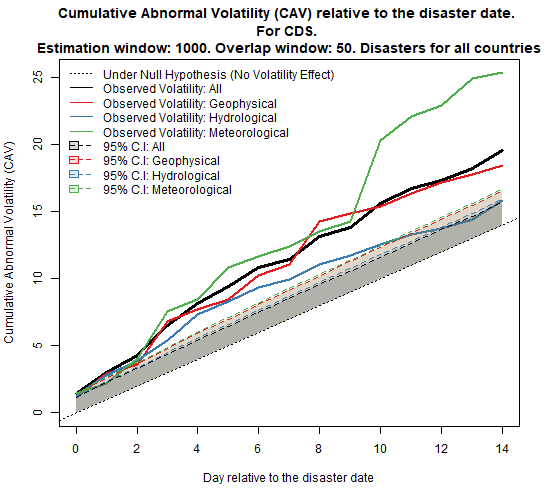 Cumulative Abnormal Volatility (CAV) relative to the disaster date.
For CDS.
Estimation window: 1000. Overlap window: 50. Disasters for all countries
Under Null Hypothesis (No Volatility Effect)
Observed Volatility: All
Observed Volatility: Geophysical
Observed Volatility: Hydrological
Observed Volatility: Meteorological
95% C.I: All
95% C.I: Geophysical
95% C.I: Hydrological
95% C.I: Meteorological
Cumulative Abnormal Volatility (CAV)
25
20
15
10
5
0
0 2 4 6 8 10 12 14
Day relative to the disaster date